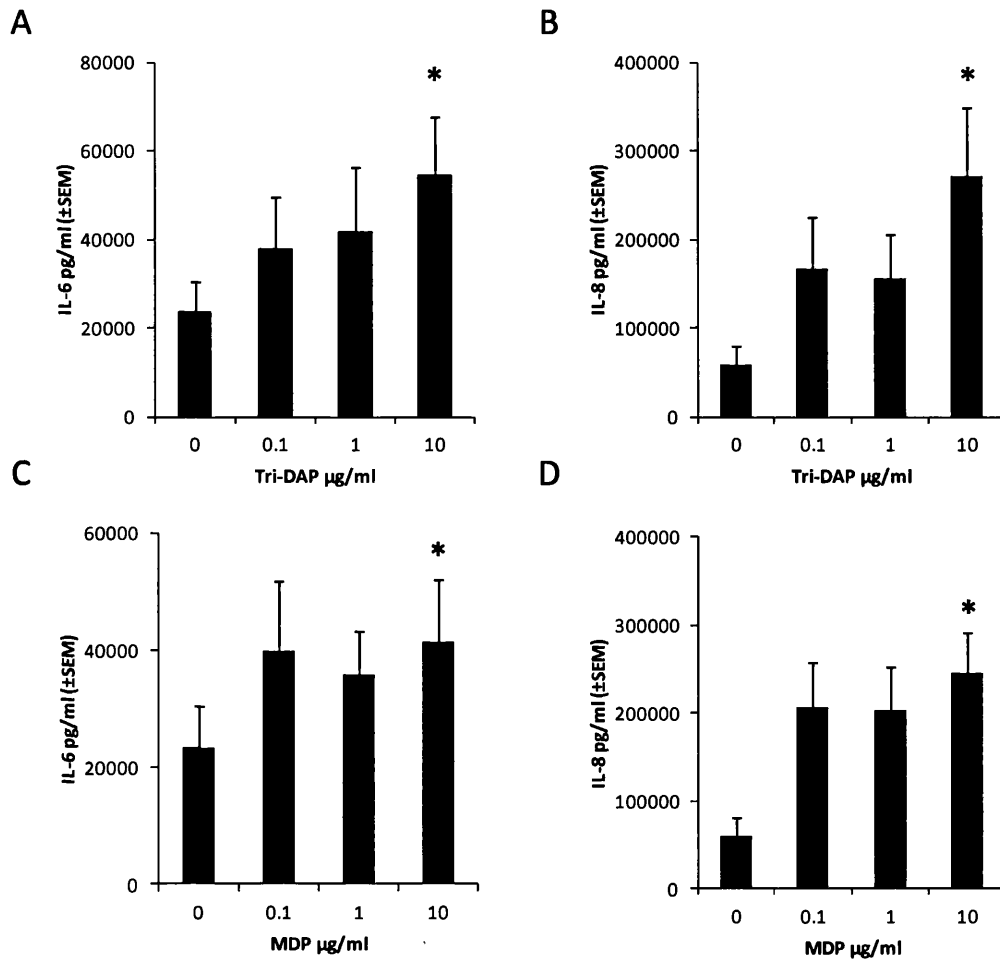 A
IL-6 pg/ml (±SEM)
80000
60000
40000
20000
0
*
0 0.1 1 10
Tri-DAP µg/ml
B
IL-8 pg/ml (±SEM)
400000
300000
200000
100000
0
*
0 0.1 1 10
Tri-DAP µg/ml
C
IL-6 pg/ml (±SEM)
60000
40000
20000
0
*
0 0.1 1 10
MDP µg/ml
D
IL-8 pg/ml (±SEM)
400000
300000
200000
100000
0
*
0 0.1 1 10
MDP µg/ml